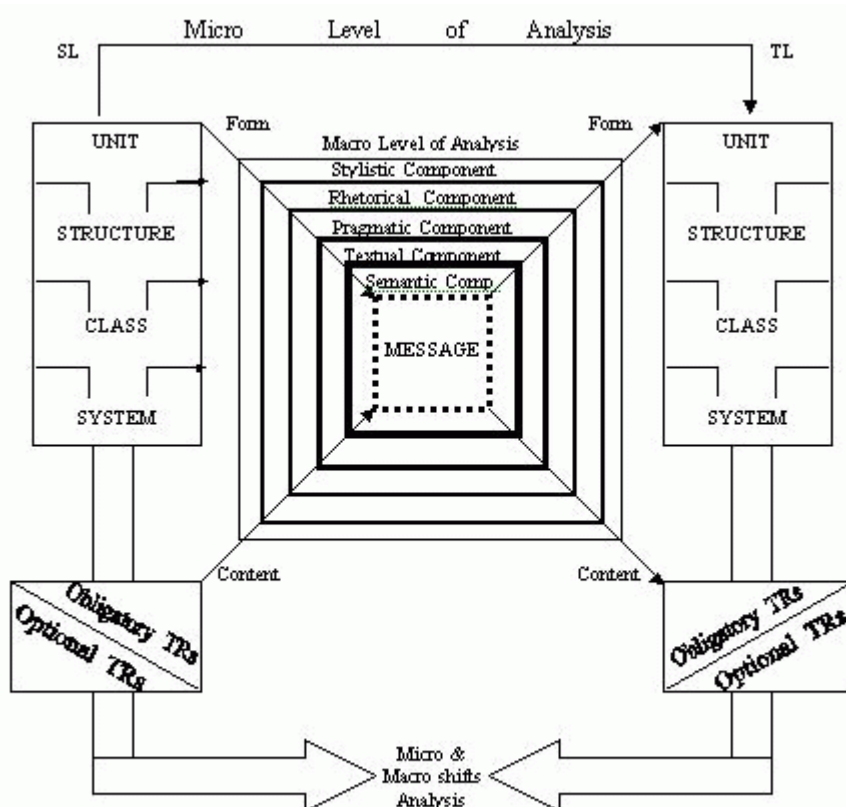 Micro Level of Analysis
SL
TL
Form
Form
UNIT
STRUCTURE
CLASS
SYSTEM
Macro Level of Analysis
Stylistic Component
Rhetorical Component
Pragmatic Component
Textual Component
Semantic Comp.
MESSAGE
UNIT
STRUCTURE
CLASS
SYSTEM
Content
Content
Obligatory TRs
Optional TRs
Obligatory TRs
Optional TRs
Micro &
Macro shifts
Analysis